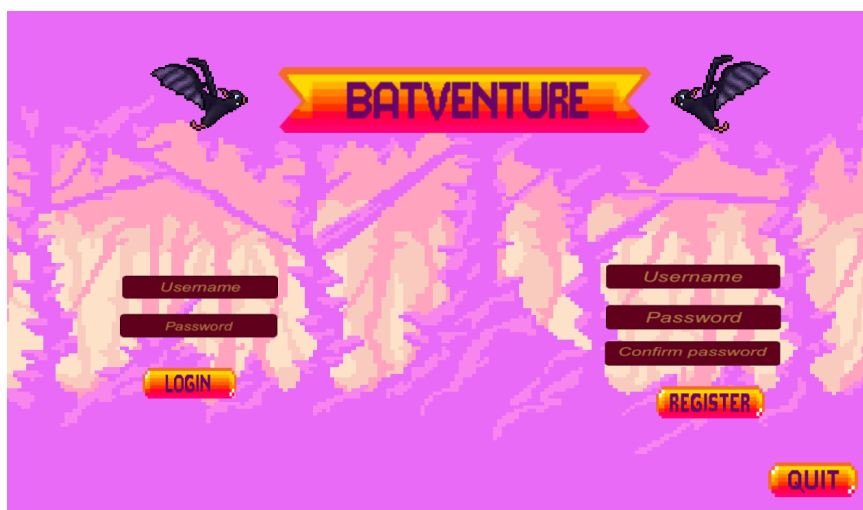 BATVENTURE
Username
Password
LOGIN
Username
Password
Confirm password
REGISTER
QUIT